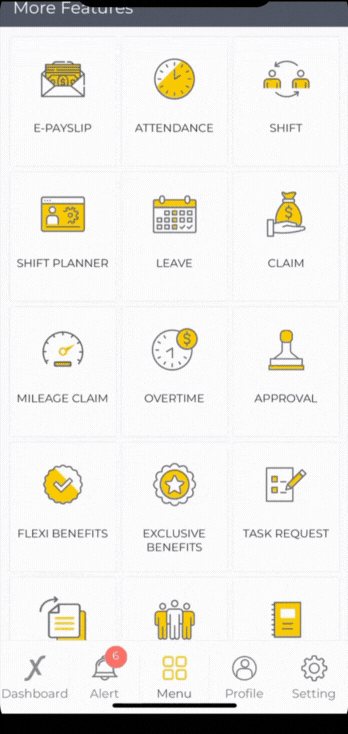 More Features
E-PAYSLIP
ATTENDANCE
SHIFT
SHIFT PLANNER
LEAVE
CLAIM
MILEAGE CLAIM
OVERTIME
APPROVAL
FLEXI BENEFITS
EXCLUSIVE
BENEFITS
TASK REQUEST
6
Dashboard
Alert
Menu
Profile
Setting